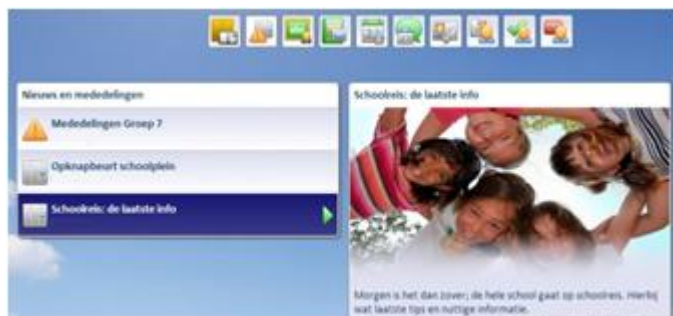 Nieuws en mededelingen
Mededelingen Groep 7
Opknapbeurt schoolplein
Schoolreis: de laatste info
Schoolreis: de laatste info
Morgen is het dan zover; de hele school gaat op schoolreis. Hierbij
wat laatste tips en nuttige informatie.